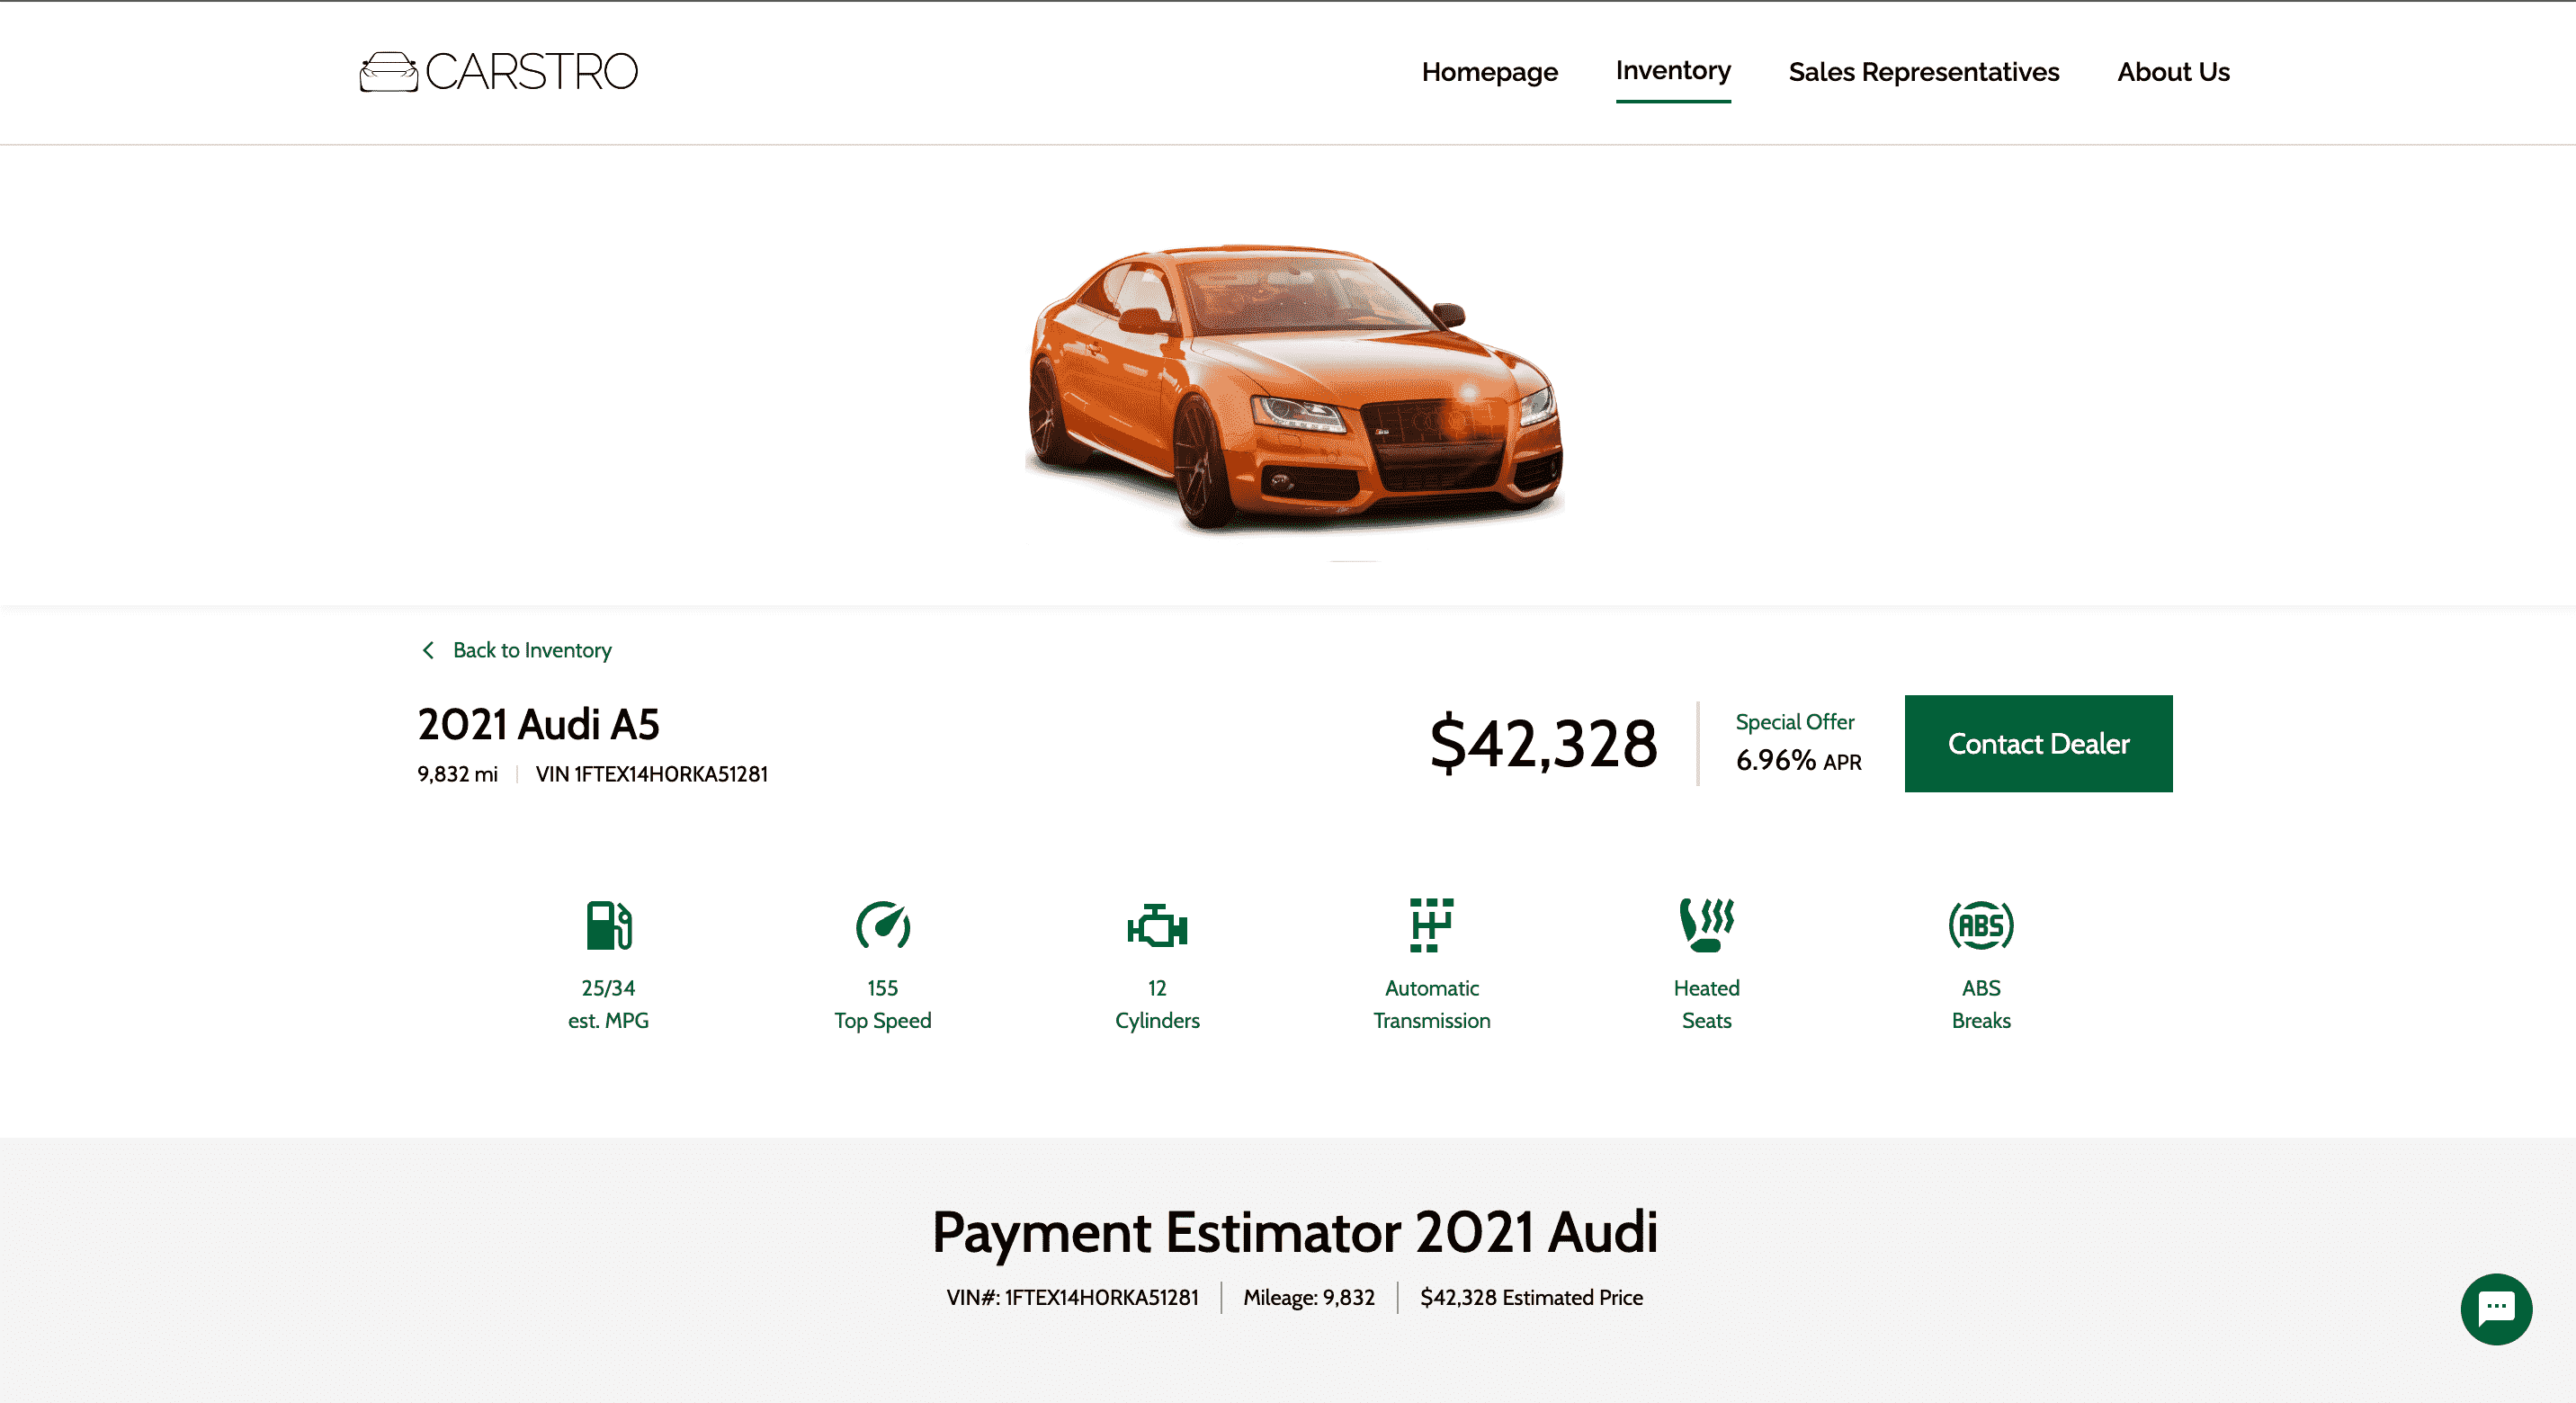 CARSTRO
Homepage
Inventory
Sales Representatives
About Us
Back to Inventory
2021 Audi A5
9,832 mi
VIN 1FTEX14H0RKA51281
$42,328
Special Offer
6.96% APR
Contact Dealer
25/34
est. MPG
155
Top Speed
12
Cylinders
Automatic
Transmission
Heated
Seats
ABS
ABS
Breaks
Payment Estimator 2021 Audi
VIN#: 1FTEX14H0RKA51281
Mileage: 9,832
$42,328 Estimated Price